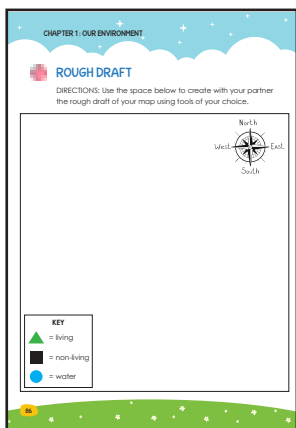 CHAPTER 1: OUR ENVIRONMENT
ROUGH DRAFT
DIRECTIONS: Use the space below to create with your partner
the rough draft of your map using tools of your choice.
North
West
East
South
KEY
= living
= non-living
= water
86